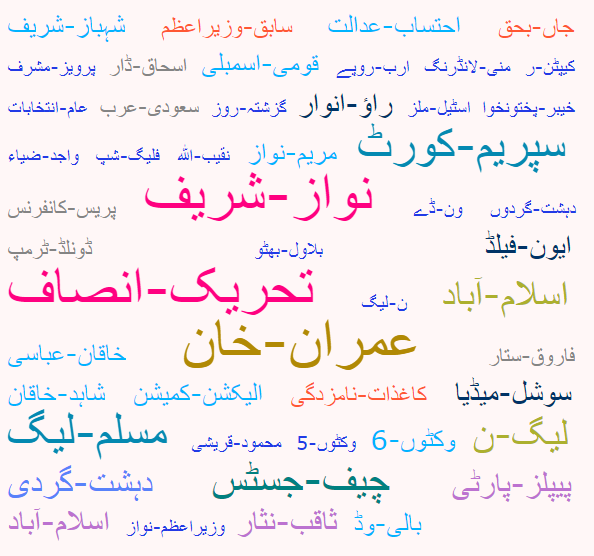 جاں-بحق احتساب-عدالت سابق-وزیراعظم شہباز-شریف
کیپٹن-ر منی-لانڈرنگ ارب-روپے قومی-اسمبلی اسحاق-ڈار پرویز-مشرف
خیبر-پختونخوا اسٹیل-ملز راؤ-انوار گزشتہ-روز سعودی-عرب عام-انتخابات
سپریم-کورٹ مریم-نواز نقیب-اللہ فلیگ-شپ واجد-ضیاء
دہشت-گردوں ون-ڈے نواز-شریف پریس-کانفرنس
ایون-فیلڈ بلاول-بھٹو ڈونلڈ-ٹرمپ
اسلام-آباد ن-لیگ تحریک-انصاف
فاروق-ستار عمران-خان خاقان-عباسی
سوشل-میڈیا کاغذات-نامزدگی الیکشن-کمیشن شاہد-خاقان
لیگ-ن وکٹوں-6 وکٹوں-5 محمود-قریشی مسلم-لیگ
پیپلز-پارٹی چیف-جسٹس دہشت-گردی
بالی-وڈ ثاقب-نثار وزیراعظم-نواز اسلام-آباد